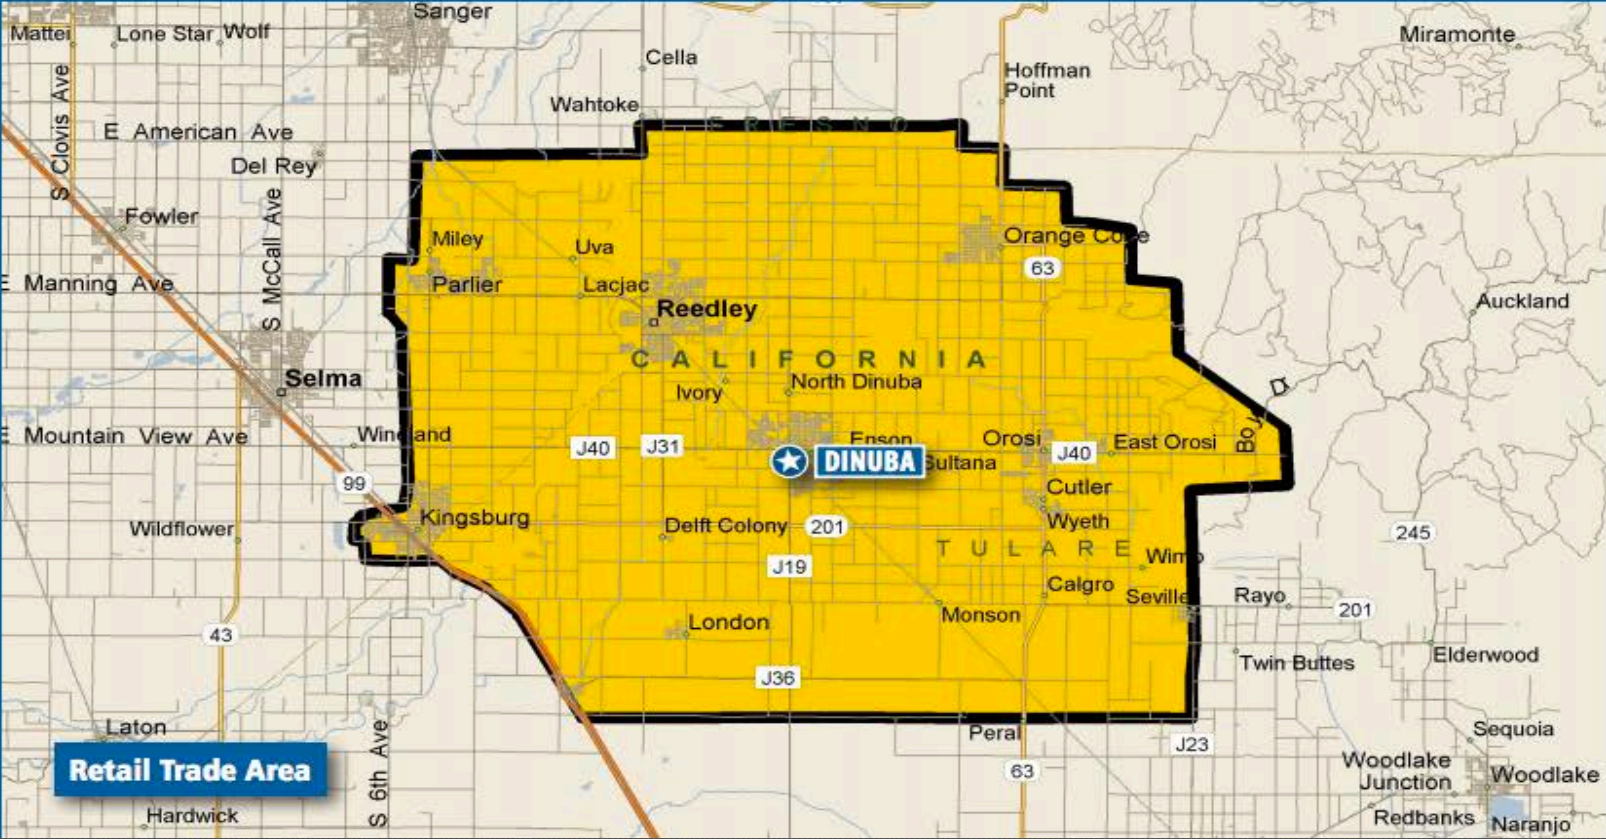 Sanger
Mattei
Lone Star
Wolf
Miramonte
Cella
Hoffman
Point
S Clovis Ave
Wahtoke
FRESNO
E American Ave
Del Rey
S McCall Ave
Fowler
Miley
Uva
Orange Cove
63
E Manning Ave
Parlier
Lacjac
Reedley
Auckland
CALIFORNIA
Selma
Ivory
North Dinuba
E Mountain View Ave
Wineland
J40
J31
Enson
Orosi
J40
East Orosi
DINUBA
Sultana
99
Cutler
Kingsburg
Wyeth
Wildflower
Delft Colony
201
245
TULARE
J19
Calgro
Seville
Rayo
201
43
London
Monson
Twin Buttes
Elderwood
J36
Laton
S 6th Ave
Peral
J23
Sequoia
Retail Trade Area
63
Woodlake
Junction
Woodlake
Hardwick
Redbanks
Naranjo